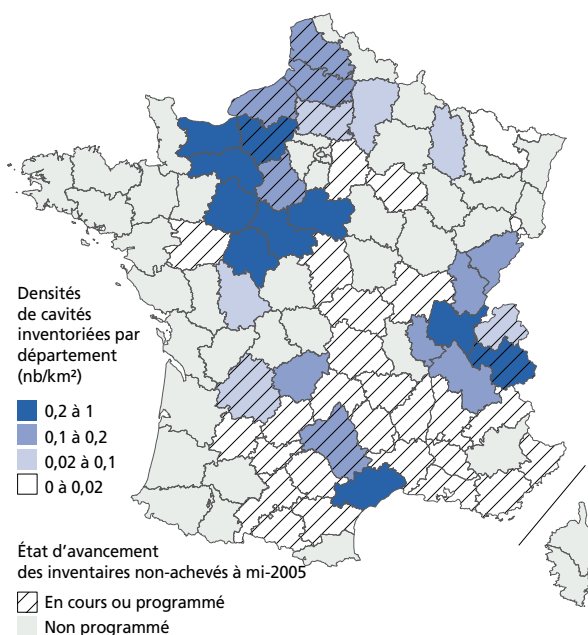 Densités
de cavités
inventoriées par
département
(nb/km²)
0,2 à 1
0,1 à 0,2
0,02 à 0,1
0 à 0,02
État d’avancement
des inventaires non-achevés à mi-2005
En cours ou programmé
Non programmé